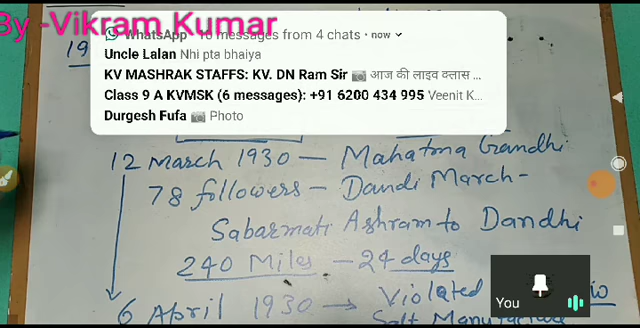 By -Vikram Kumar
WhatsApp 10 messages from 4 chats • now
19
Uncle Lalan Nhi pta bhaiya
KV MASHRAK STAFFS: KV. DN Ram Sir 📷 आज की लाइव क्लास ...
Class 9 A KVMSK (6 messages): +91 6200 434 995 Veenit K...
Durgesh Fufa 📷 Photo
12 March 1930 — Mahatma Gandhi
78 followers — Dandi March-
Sabarmati Ashram to Dandhi
240 Miles - 24 days
6 April 1930 → Violated
Salt Manufacture
You